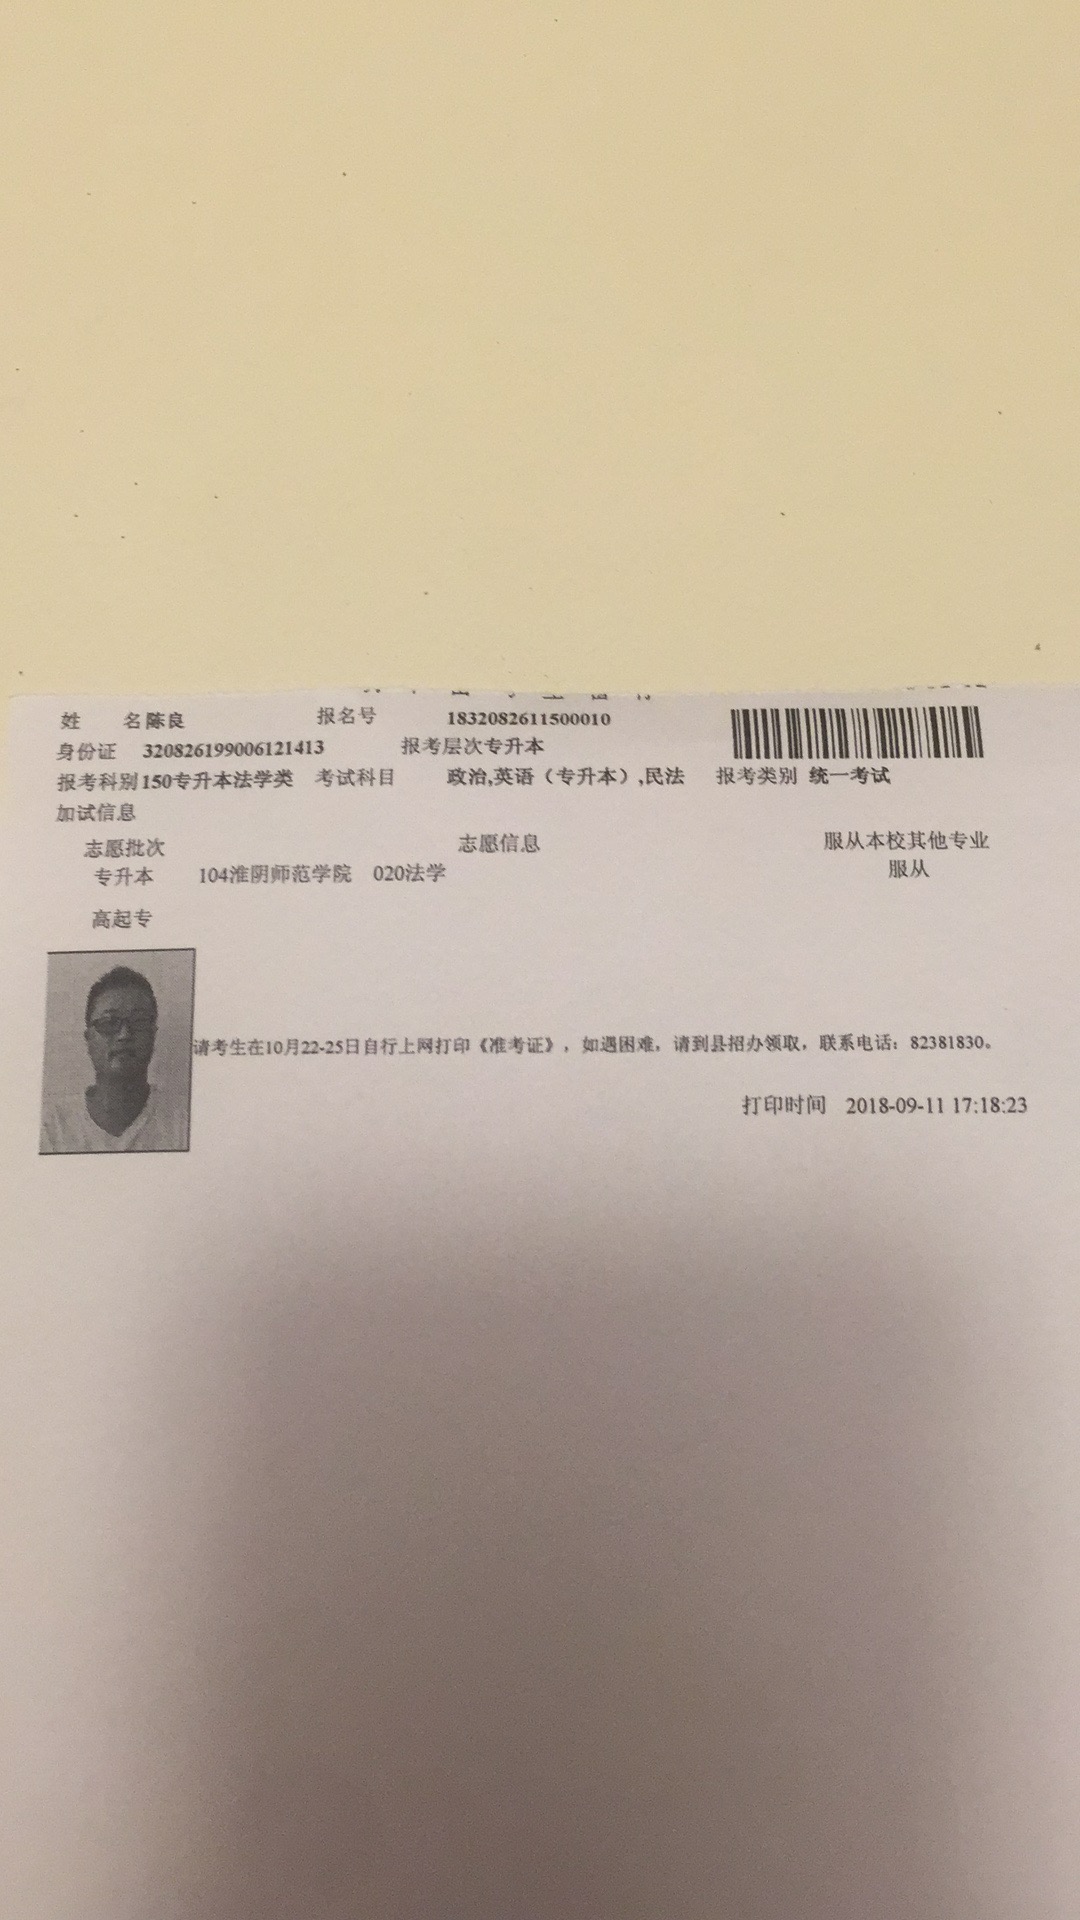 姓 名 陈良 报名号 1832082611500010
身份证 320826199006121413 报考层次 专升本
报考科别 150专升本法学类 考试科目 政治,英语（专升本）,民法 报考类别 统一考试
加试信息
志愿批次 志愿信息 服从本校其他专业
专升本 104淮阴师范学院 020法学 服从
高起专
请考生在10月22-25日自行上网打印《准考证》，如遇困难，请到县招办领取，联系电话：82381830。
打印时间 2018-09-11 17:18:23